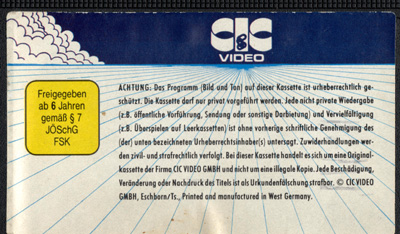 CIC
&
VIDEO
Freigegeben
ab 6 Jahren
gemäß § 7
JÖSchG
FSK
ACHTUNG: Das Programm (Bild und Ton) auf dieser Kassette ist urheberrechtlich ge-
schützt. Die Kassette darf nur privat vorgeführt werden. Jede nicht private Wiedergabe
(z.B. öffentliche Vorführung, Sendung oder sonstige Darbietung) und Vervielfältigung
(z.B. Überspielen auf Leerkassetten) ist ohne vorherige schriftliche Genehmigung des
(der) unten bezeichneten Urheberrechtsinhaber(s) untersagt. Zuwiderhandlungen wer-
den zivil- und strafrechtlich verfolgt. Bei dieser Kassette handelt es sich um eine Original-
kassette der Firma CIC VIDEO GMBH und nicht um eine illegale Kopie. Jede Beschädigung,
Veränderung oder Nachdruck des Titels ist als Urkundenfälschung strafbar. © CIC VIDEO
GMBH, Eschborn/Ts., Printed and manufactured in West Germany.